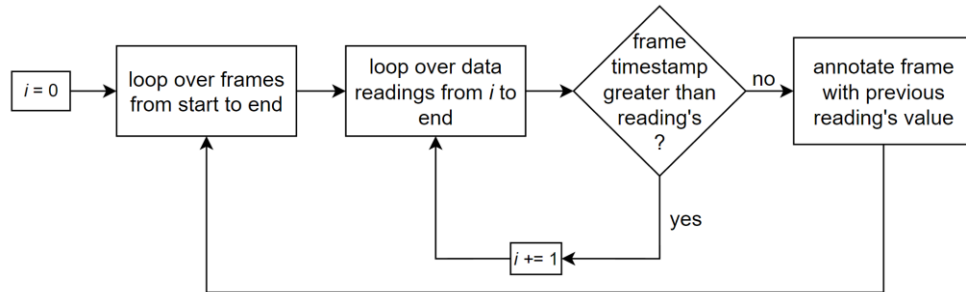 i = 0
loop over frames
from start to end
loop over data
readings from i to
end
frame
timestamp
greater than
reading's
?
no
annotate frame
with previous
reading's value
yes
i += 1